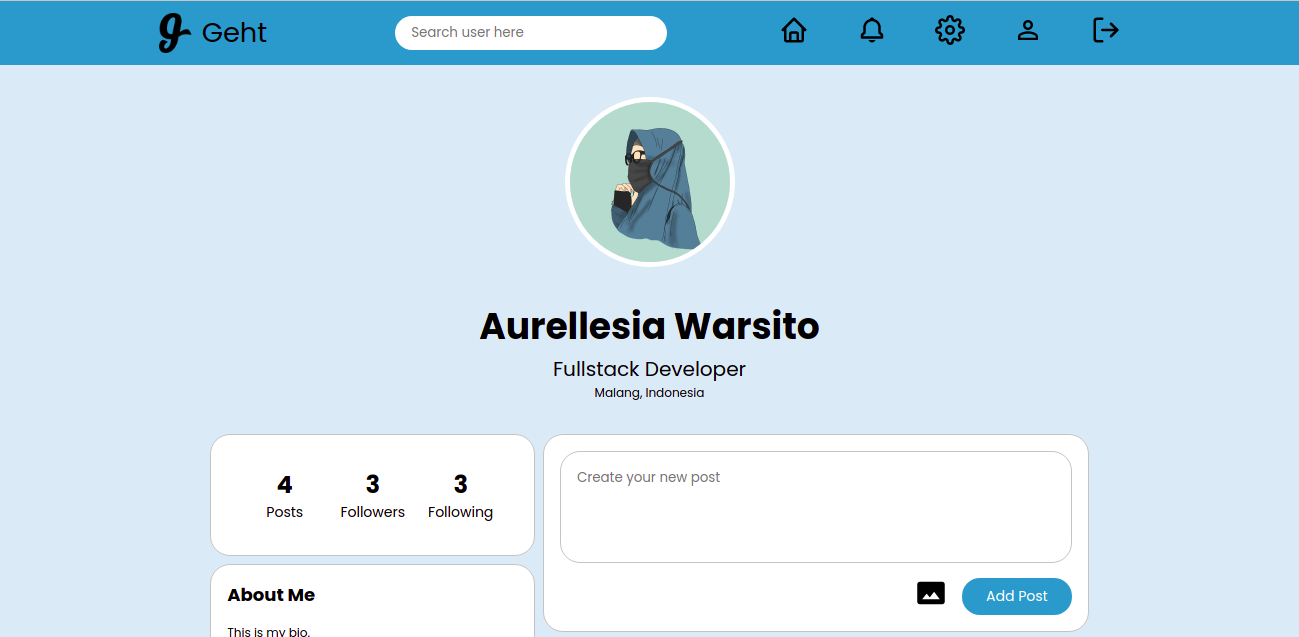 g Geht
Search user here
Aurellesia Warsito
Fullstack Developer
Malang, Indonesia
4
Posts
3
Followers
3
Following
About Me
This is my bio.
Create your new post
Add Post